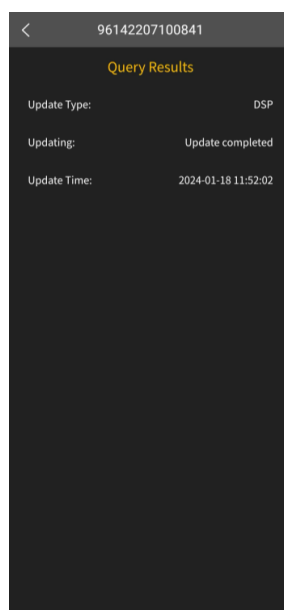 96142207100841
Query Results
Update Type: DSP
Updating: Update completed
Update Time: 2024-01-18 11:52:02